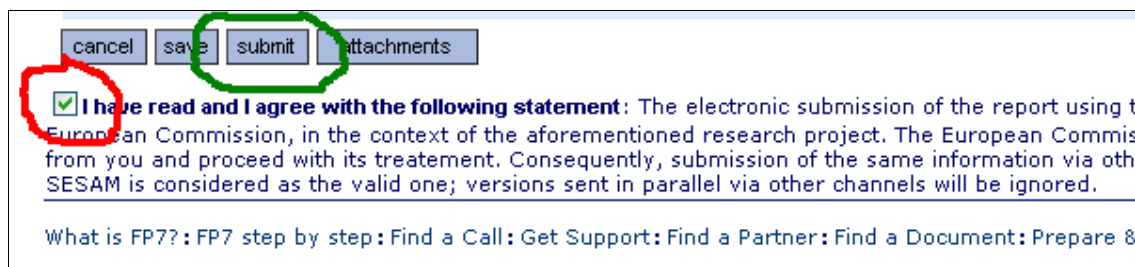 cancel save submit attachments
I have read and I agree with the following statement: The electronic submission of the report using t
European Commission, in the context of the aforementioned research project. The European Commis
from you and proceed with its treatement. Consequently, submission of the same information via oth
SESAM is considered as the valid one; versions sent in parallel via other channels will be ignored.
What is FP7?: FP7 step by step: Find a Call: Get Support: Find a Partner: Find a Document: Prepare &